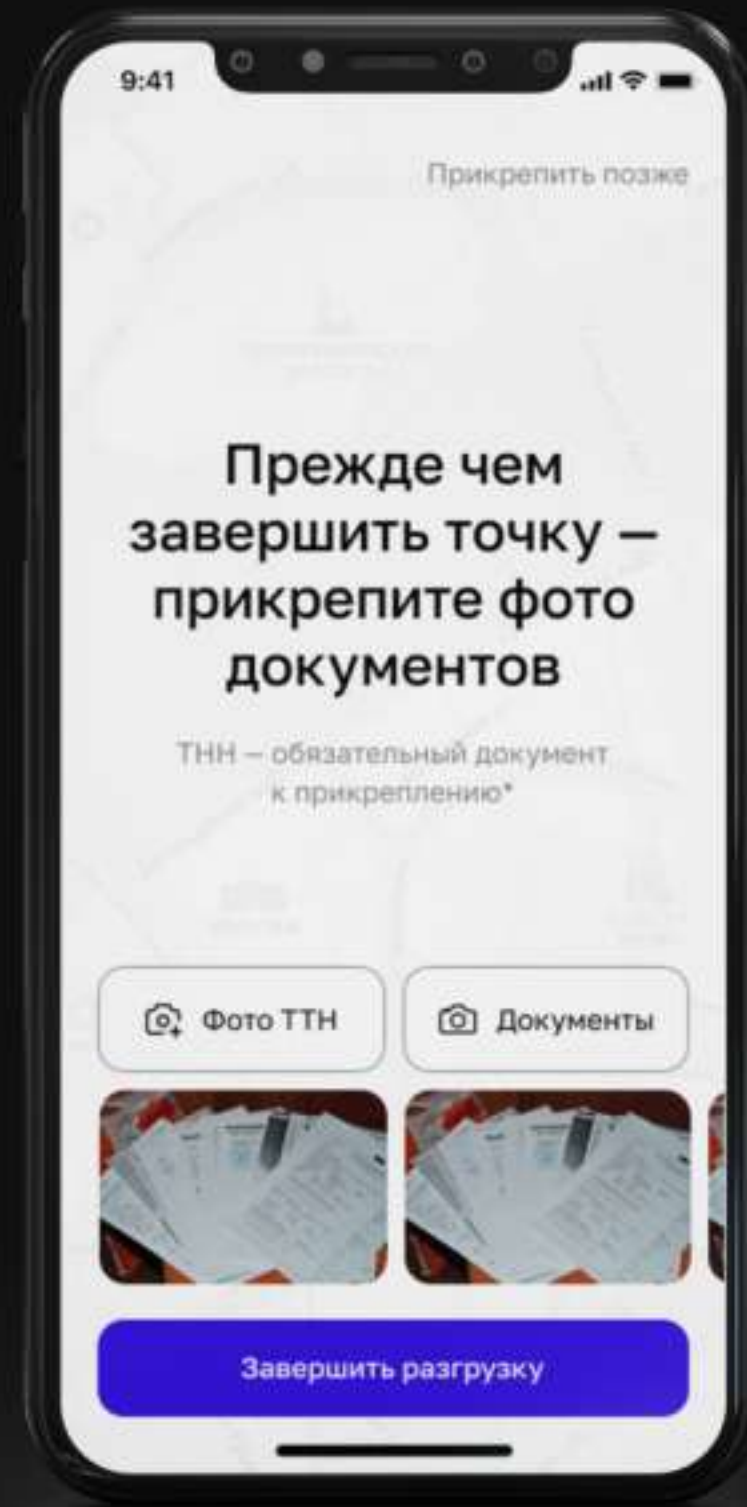 9:41
Прикрепить позже
Прежде чем
завершить точку —
прикрепите фото
документов
ТНН — обязательный документ
к прикреплению*
Фото ТТН
Документы
Завершить разгрузку